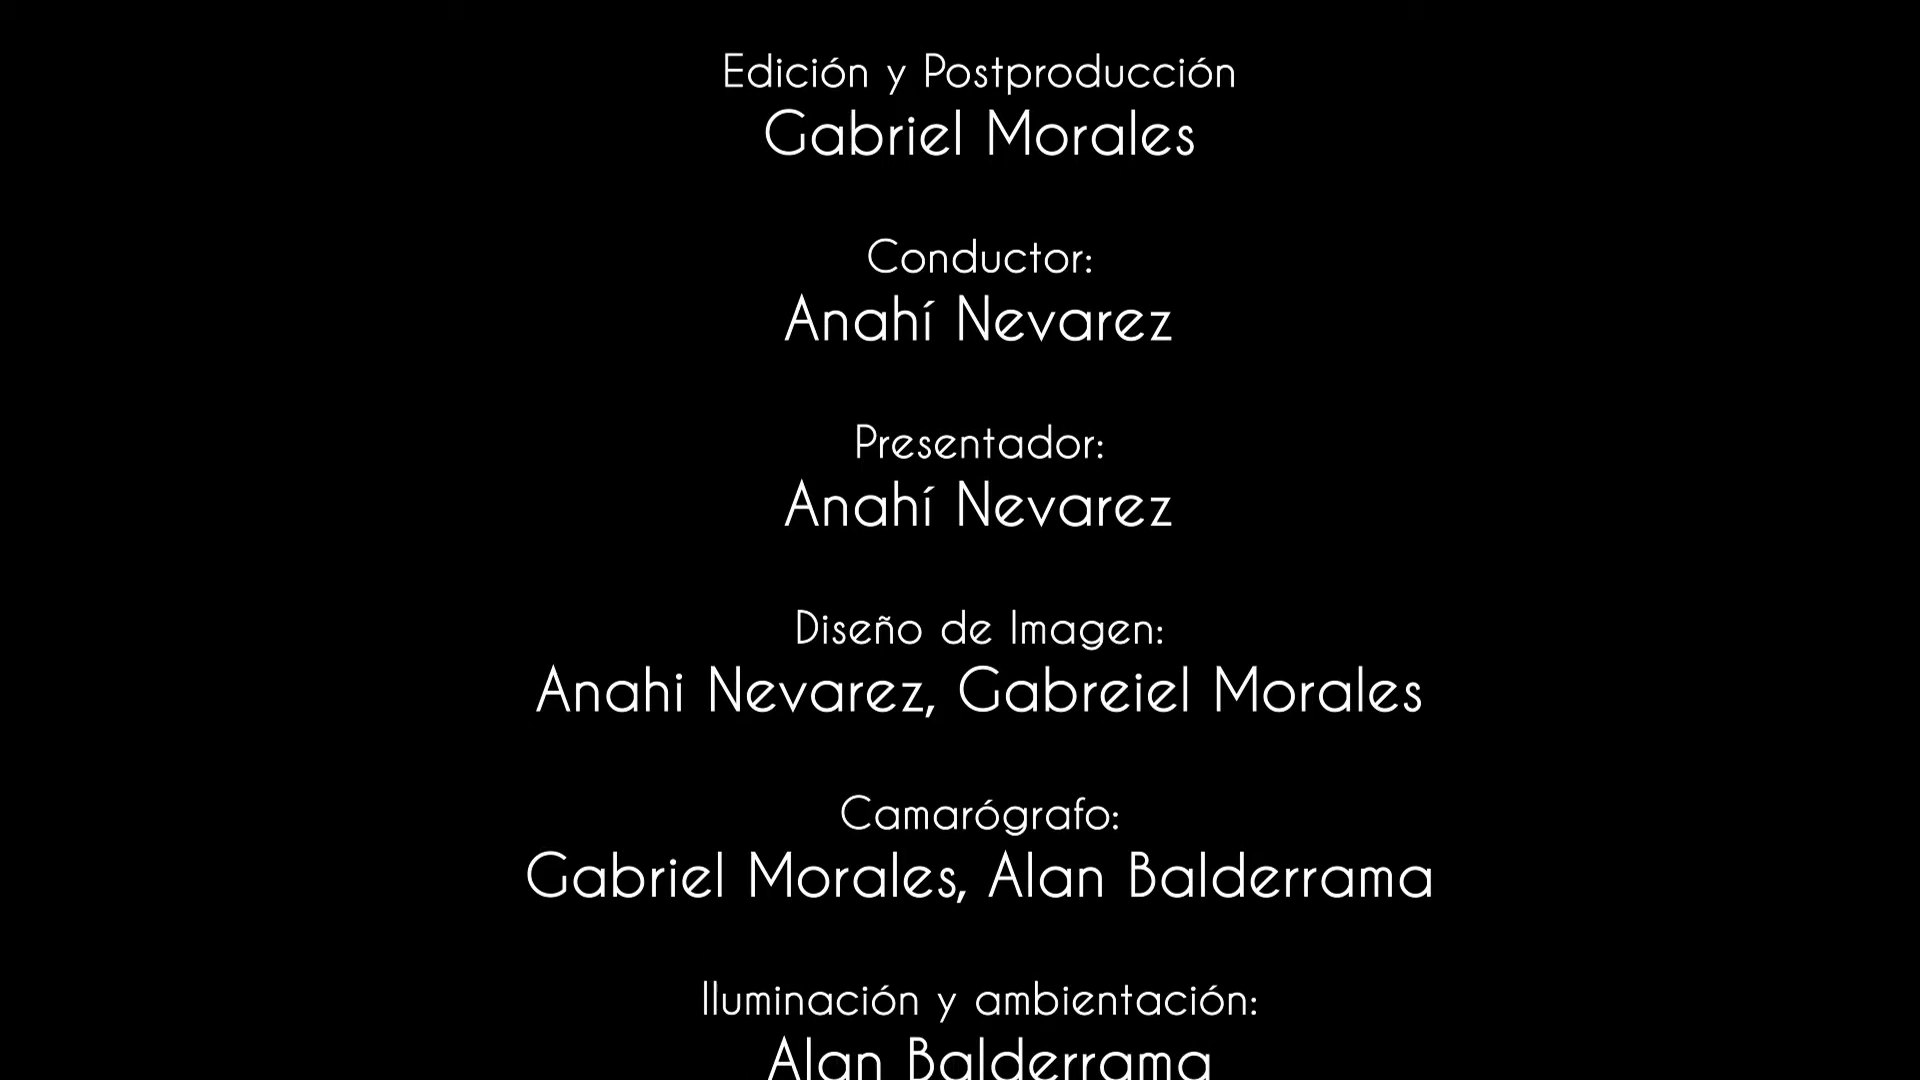 Edición y Postproducción
Gabriel Morales
Conductor:
Anahí Nevarez
Presentador:
Anahí Nevarez
Diseño de Imagen:
Anahi Nevarez, Gabreiel Morales
Camarógrafo:
Gabriel Morales, Alan Balderrama
Iluminación y ambientación:
Alan Balderrama